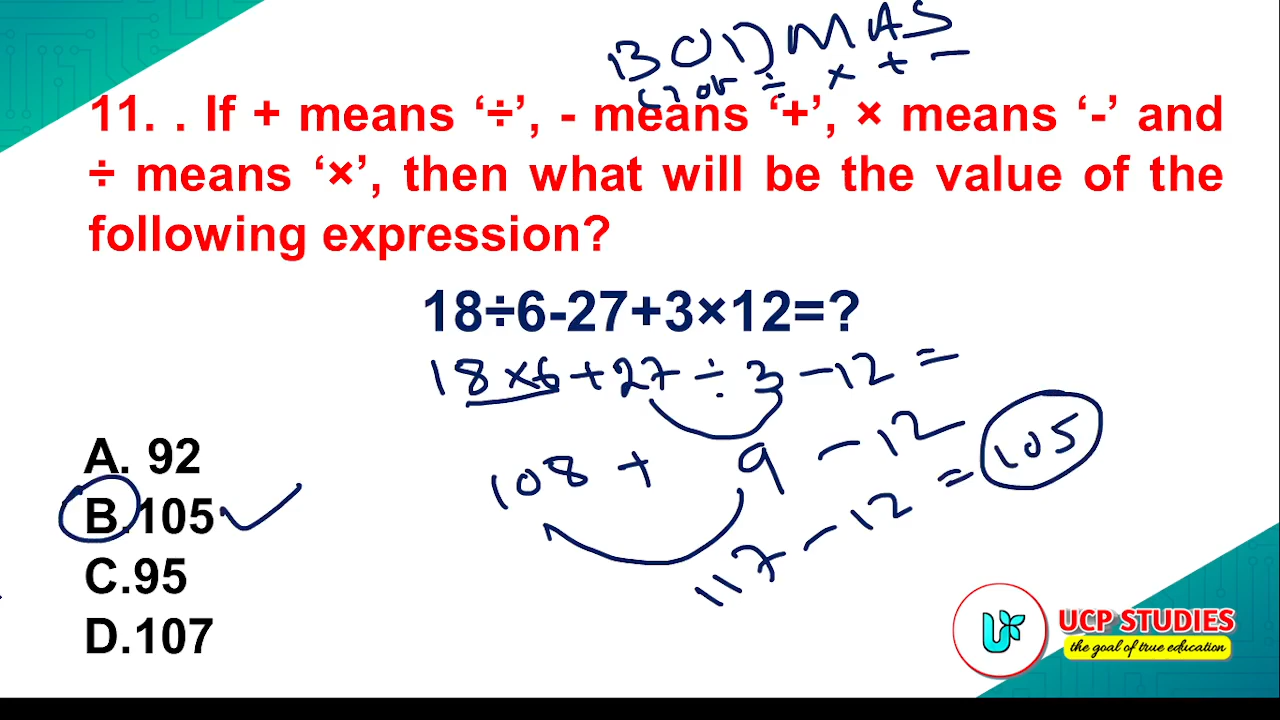 BODMAS
( ) of ÷ × + −
11. . If + means ‘÷’, - means ‘+’, × means ‘-’ and
÷ means ‘×’, then what will be the value of the
following expression?
18÷6-27+3×12=?
18 × 6 + 27 ÷ 3 − 12 =
108 + 9 − 12
117 − 12 = 105
A. 92
B.105
C.95
D.107
UCP STUDIES
the goal of true education